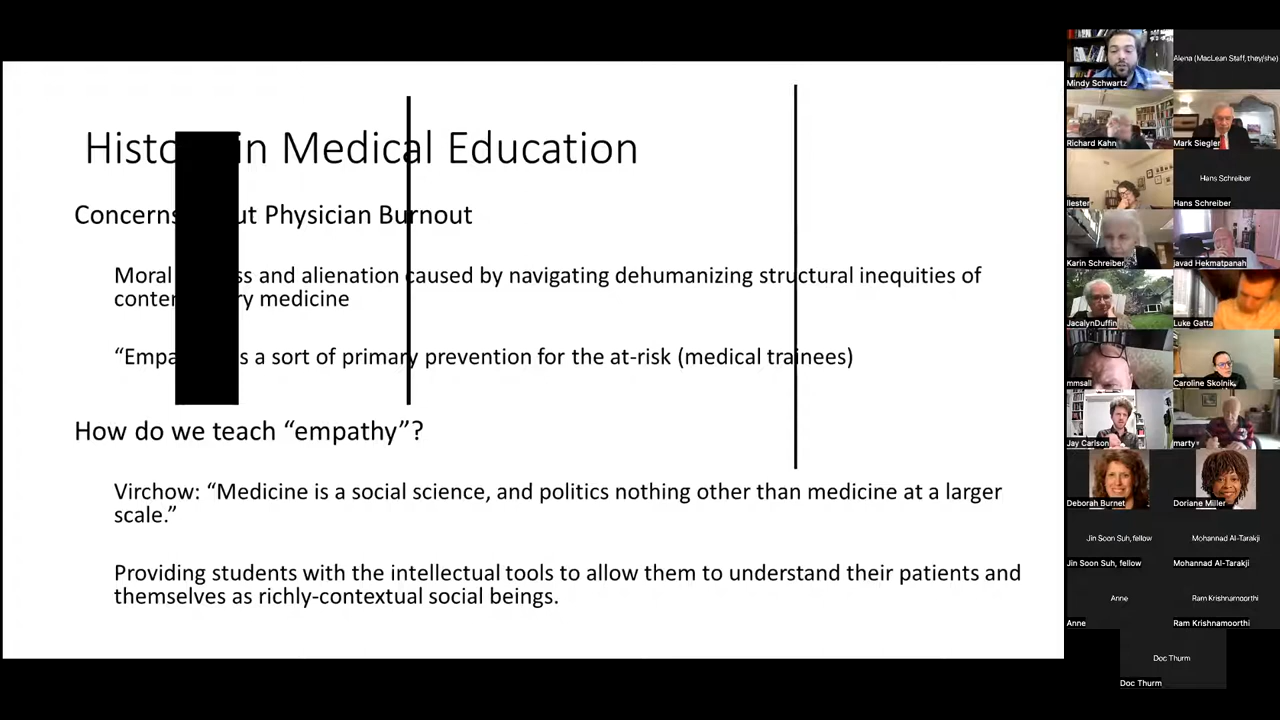 History in Medical Education
Concerns about Physician Burnout
Moral and alienation caused by navigating dehumanizing structural inequities of
contemporary medicine
a sort of primary prevention for the at-risk (medical trainees)
How do we teach “empathy”?
Virchow: “Medicine is a social science, and politics nothing other than medicine at a larger
scale.”
Providing students with the intellectual tools to allow them to understand their patients and
themselves as richly-contextual social beings.
Mindy Schwartz
Alena (MacLean Staff, they/she)
Richard Kahn
Mark Siegler
llester
Hans Schreiber
Hans Schreiber
Karin Schreiber
javad Hekmatpanah
JacalynDuffin
Luke Gatta
mmsall
Caroline Skolnik
Jay Carlson
marty
Deborah Burnet
Doriane Miller
Jin Soon Suh, fellow
Jin Soon Suh, fellow
Mohannad Al-Tarakji
Mohannad Al-Tarakji
Anne
Anne
Ram Krishnamoorthi
Ram Krishnamoorthi
Doc Thurm
Doc Thurm